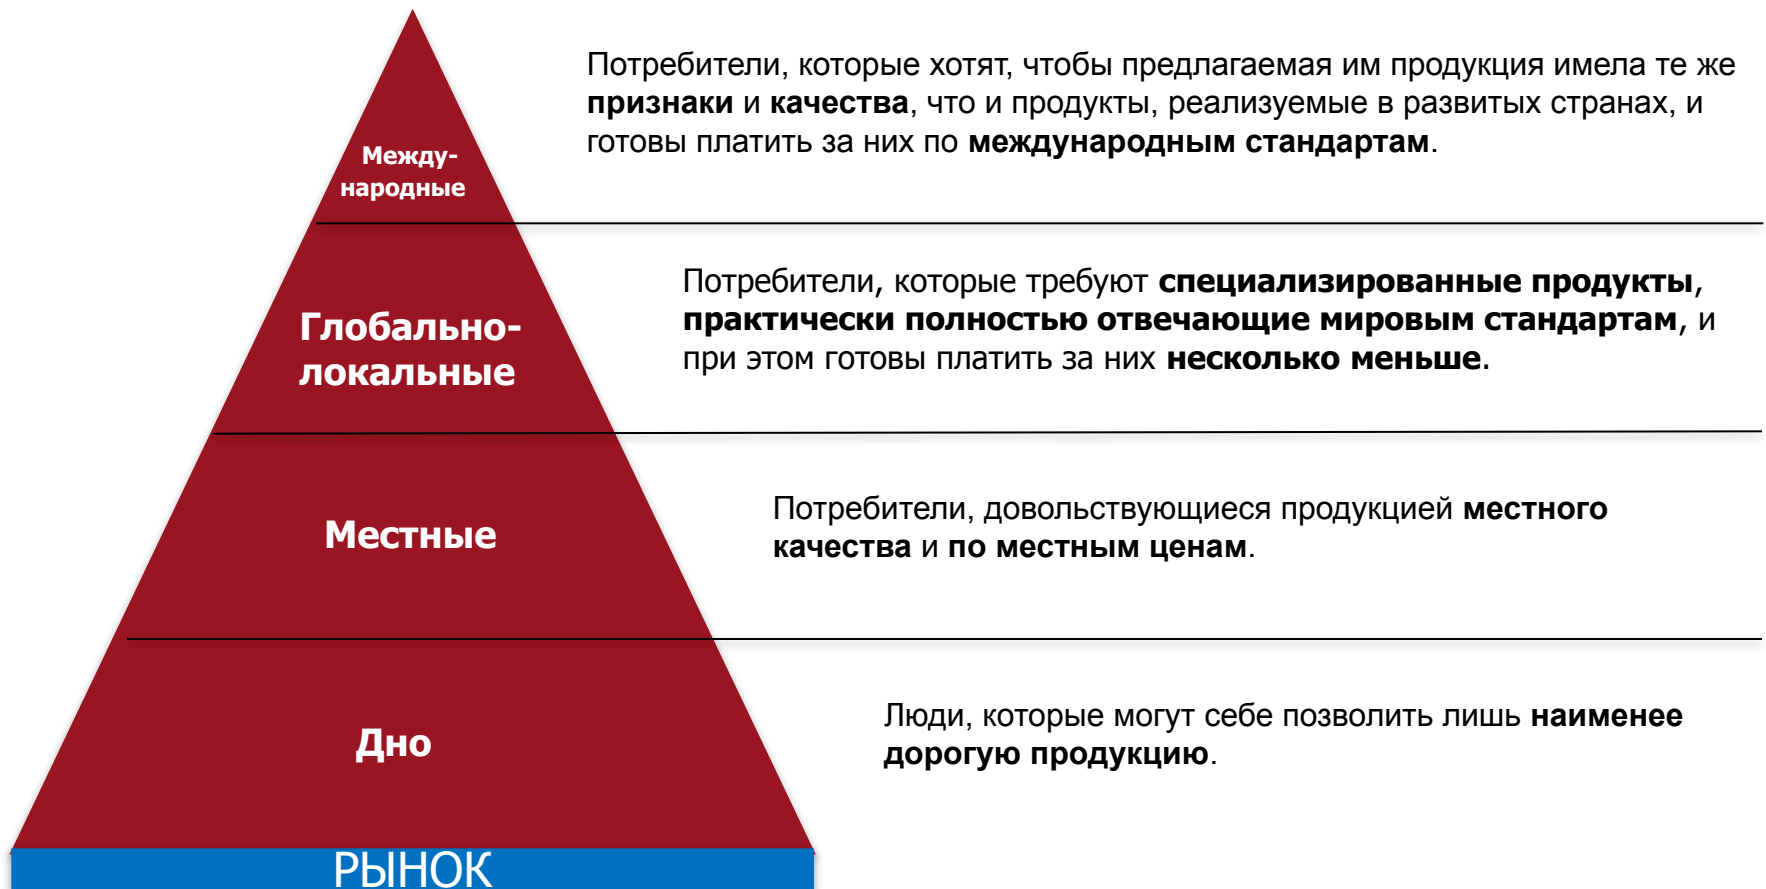 Потребители, которые хотят, чтобы предлагаемая им продукция имела те же
признаки и качества, что и продукты, реализуемые в развитых странах, и
готовы платить за них по международным стандартам.
Между-
народные
Потребители, которые требуют специализированные продукты,
практически полностью отвечающие мировым стандартам, и
при этом готовы платить за них несколько меньше.
Глобально-
локальные
Потребители, довольствующиеся продукцией местного
качества и по местным ценам.
Местные
Люди, которые могут себе позволить лишь наименее
дорогую продукцию.
Дно
РЫНОК